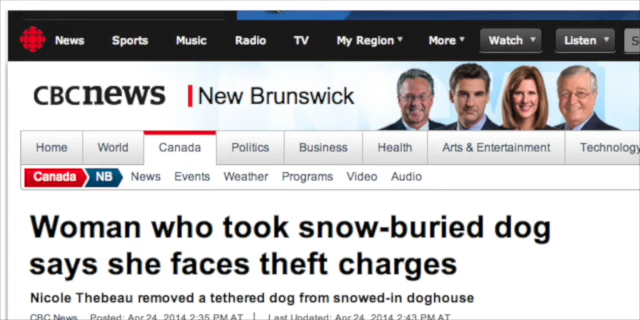 News Sports Music Radio TV My Region More Watch Listen S
CBCnews New Brunswick
Home World Canada Politics Business Health Arts & Entertainment Technology
Canada NB News Events Weather Programs Video Audio
Woman who took snow-buried dog
says she faces theft charges
Nicole Thebeau removed a tethered dog from snowed-in doghouse
CBC News Posted: Apr 24, 2014 2:35 PM AT | Last Updated: Apr 24, 2014 2:43 PM AT